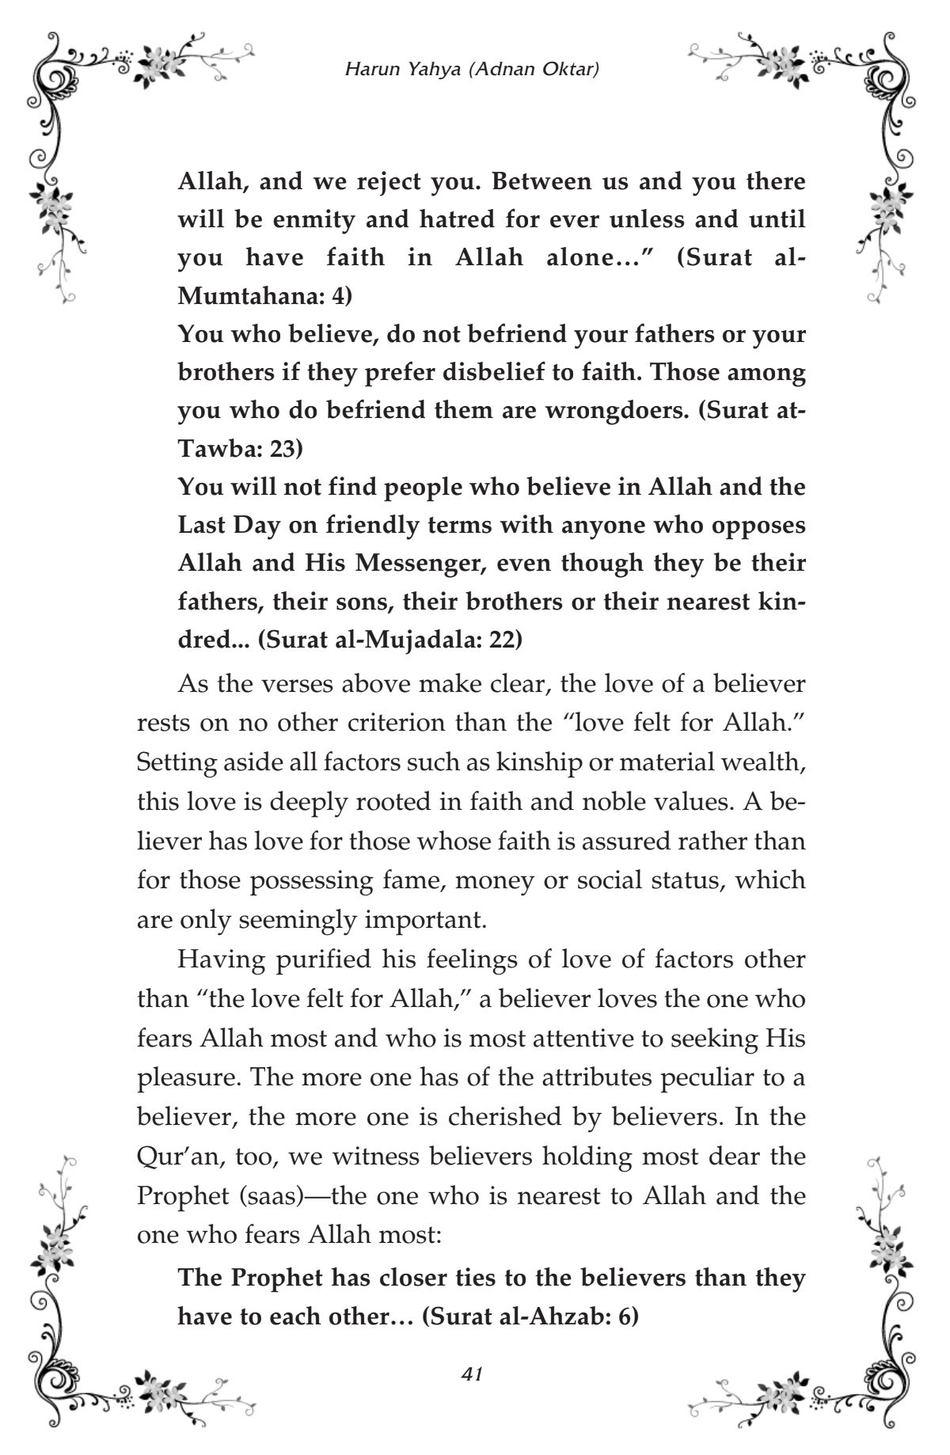 Harun Yahya (Adnan Oktar)
Allah, and we reject you. Between us and you there
will be enmity and hatred for ever unless and until
you have faith in Allah alone…” (Surat al-
Mumtahana: 4)
You who believe, do not befriend your fathers or your
brothers if they prefer disbelief to faith. Those among
you who do befriend them are wrongdoers. (Surat at-
Tawba: 23)
You will not find people who believe in Allah and the
Last Day on friendly terms with anyone who opposes
Allah and His Messenger, even though they be their
fathers, their sons, their brothers or their nearest kin-
dred... (Surat al-Mujadala: 22)
As the verses above make clear, the love of a believer
rests on no other criterion than the “love felt for Allah.”
Setting aside all factors such as kinship or material wealth,
this love is deeply rooted in faith and noble values. A be-
liever has love for those whose faith is assured rather than
for those possessing fame, money or social status, which
are only seemingly important.
Having purified his feelings of love of factors other
than “the love felt for Allah,” a believer loves the one who
fears Allah most and who is most attentive to seeking His
pleasure. The more one has of the attributes peculiar to a
believer, the more one is cherished by believers. In the
Qur’an, too, we witness believers holding most dear the
Prophet (saas)—the one who is nearest to Allah and the
one who fears Allah most:
The Prophet has closer ties to the believers than they
have to each other… (Surat al-Ahzab: 6)
41